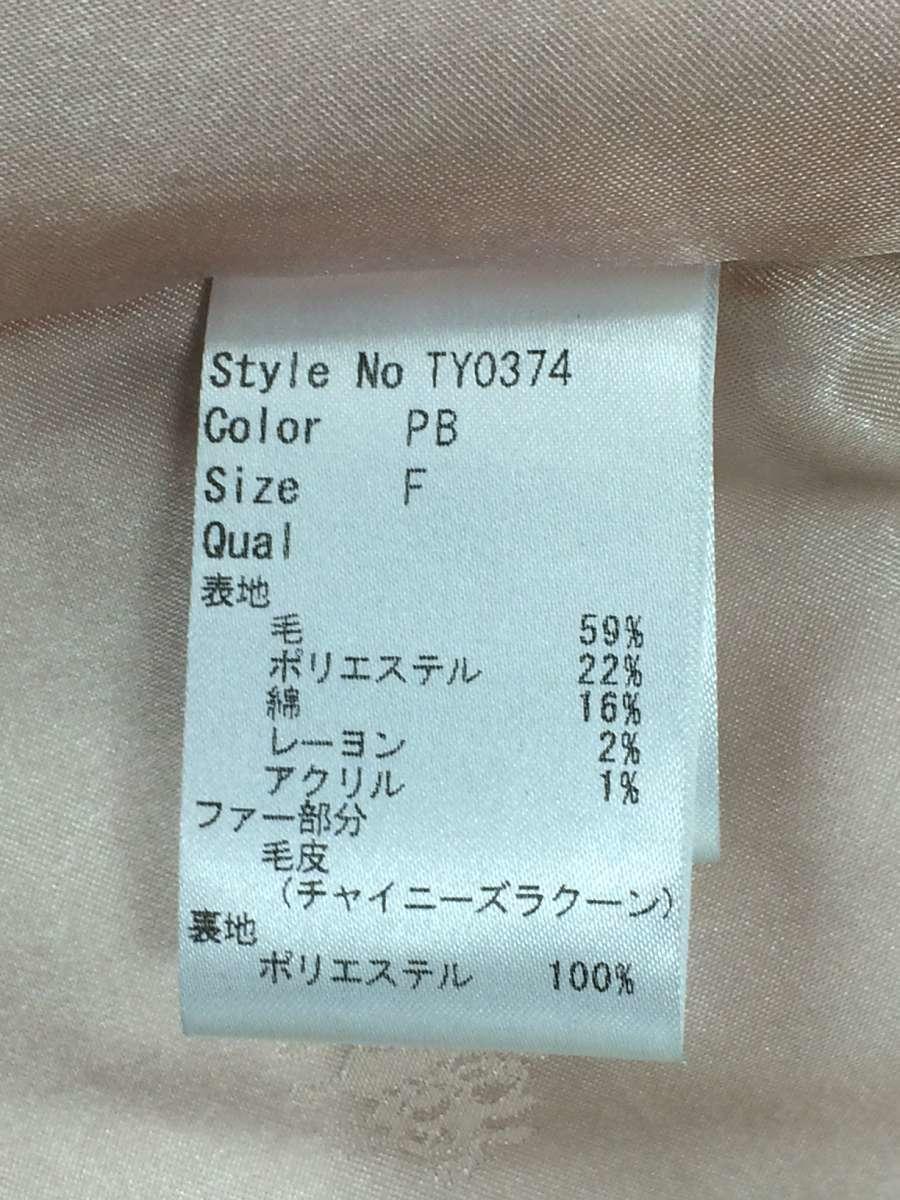 Style No TY0374
Color PB
Size F
Qual
表地
毛 59%
ポリエステル 22%
綿 16%
レーヨン 2%
アクリル 1%
ファー部分
毛皮
(チャイニーズラクーン)
裏地
ポリエステル 100%